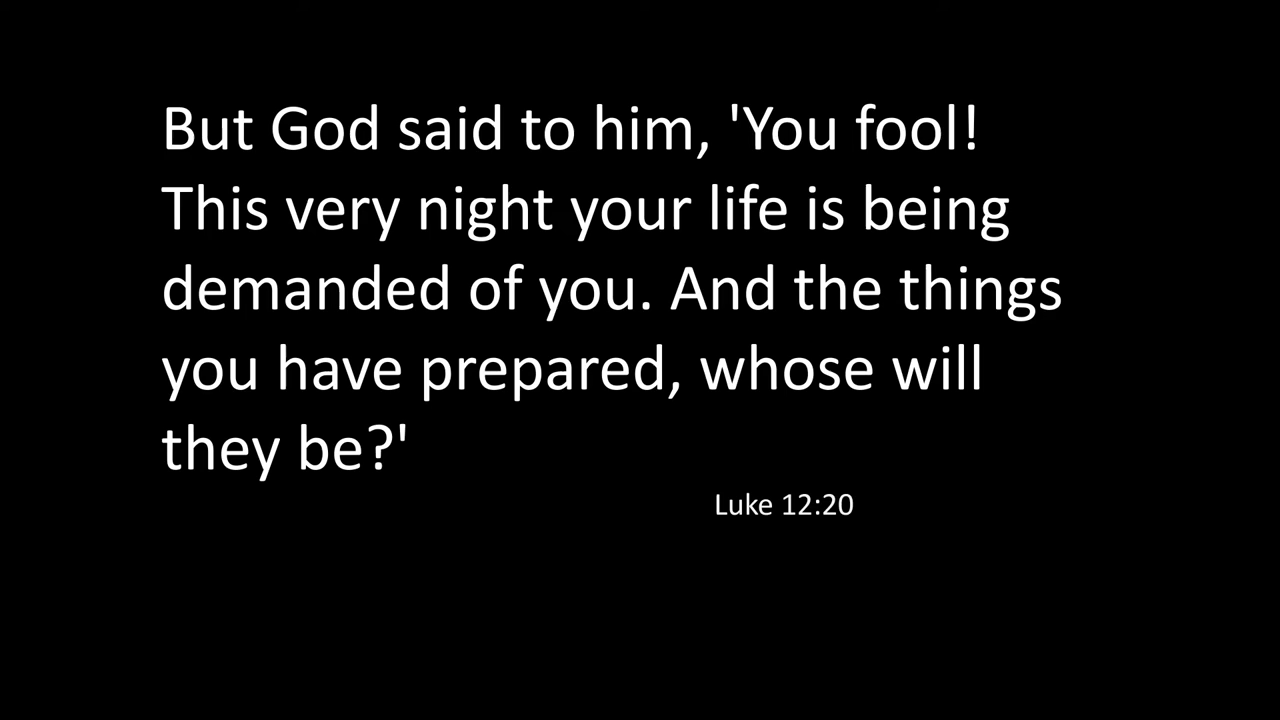 But God said to him, 'You fool!
This very night your life is being
demanded of you. And the things
you have prepared, whose will
they be?'
Luke 12:20